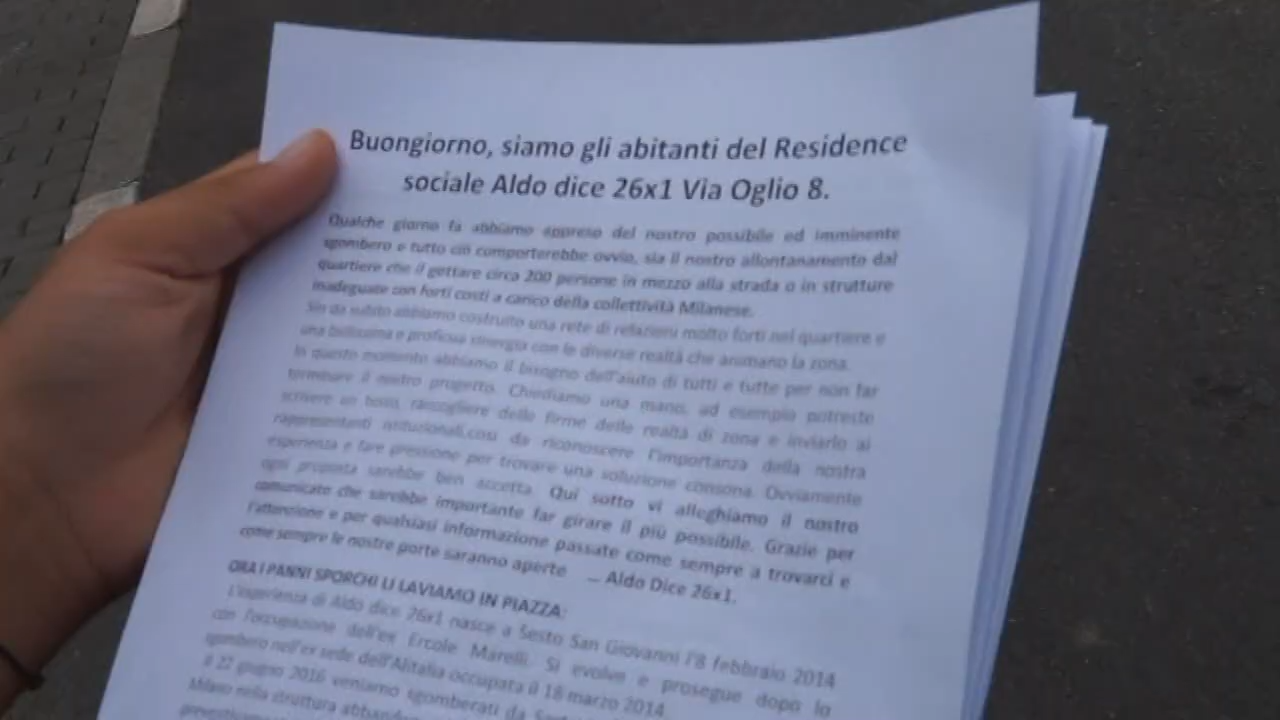 Buongiorno, siamo gli abitanti del Residence
sociale Aldo dice 26x1 Via Oglio 8.
Qualche giorno fa abbiamo appreso del nostro possibile ed imminente
sgombero e tutto ciò comporterebbe ovvio, sia il nostro allontanamento dal
quartiere che il gettare circa 200 persone in mezzo alla strada o in strutture
inadeguate con forti costi a carico della collettività Milanese.
Sin da subito abbiamo costruito una rete di relazioni molto forti nel quartiere e
una bellissima e proficua sinergia con le diverse realtà che animano la zona.
In questo momento abbiamo il bisogno dell'aiuto di tutti e tutte per non far
terminare il nostro progetto. Chiediamo una mano, ad esempio potreste
scrivere un testo, raccogliere delle firme delle realtà di zona e inviarlo ai
rappresentanti istituzionali,così da riconoscere l'importanza della nostra
esperienza e fare pressione per trovare una soluzione consona. Ovviamente
ogni proposta sarebbe ben accetta. Qui sotto vi alleghiamo il nostro
comunicato che sarebbe importante far girare il più possibile. Grazie per
l'attenzione e per qualsiasi informazione passate come sempre a trovarci e
come sempre le nostre porte saranno aperte ... Aldo Dice 26x1.
ORA I PANNI SPORCHI LI LAVIAMO IN PIAZZA:
L'esperienza di Aldo dice 26x1 nasce a Sesto San Giovanni l'8 febbraio 2014
con l'occupazione dell'ex Ercole Marelli. Si evolve e prosegue dopo lo
sgombero nell'ex sede dell'Alitalia occupata il 18 marzo 2014
Il 22 giugno 2016 veniamo sgomberati da
Milano nella struttura